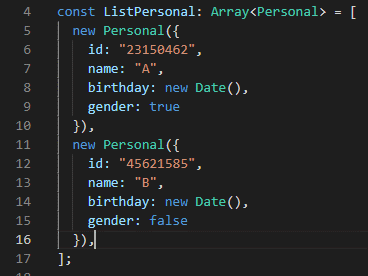 4 const ListPersonal: Array<Personal> = [
5   new Personal({
6     id: "23150462",
7     name: "A",
8     birthday: new Date(),
9     gender: true
10   }),
11   new Personal({
12     id: "45621585",
13     name: "B",
14     birthday: new Date(),
15     gender: false
16   }),
17 ];